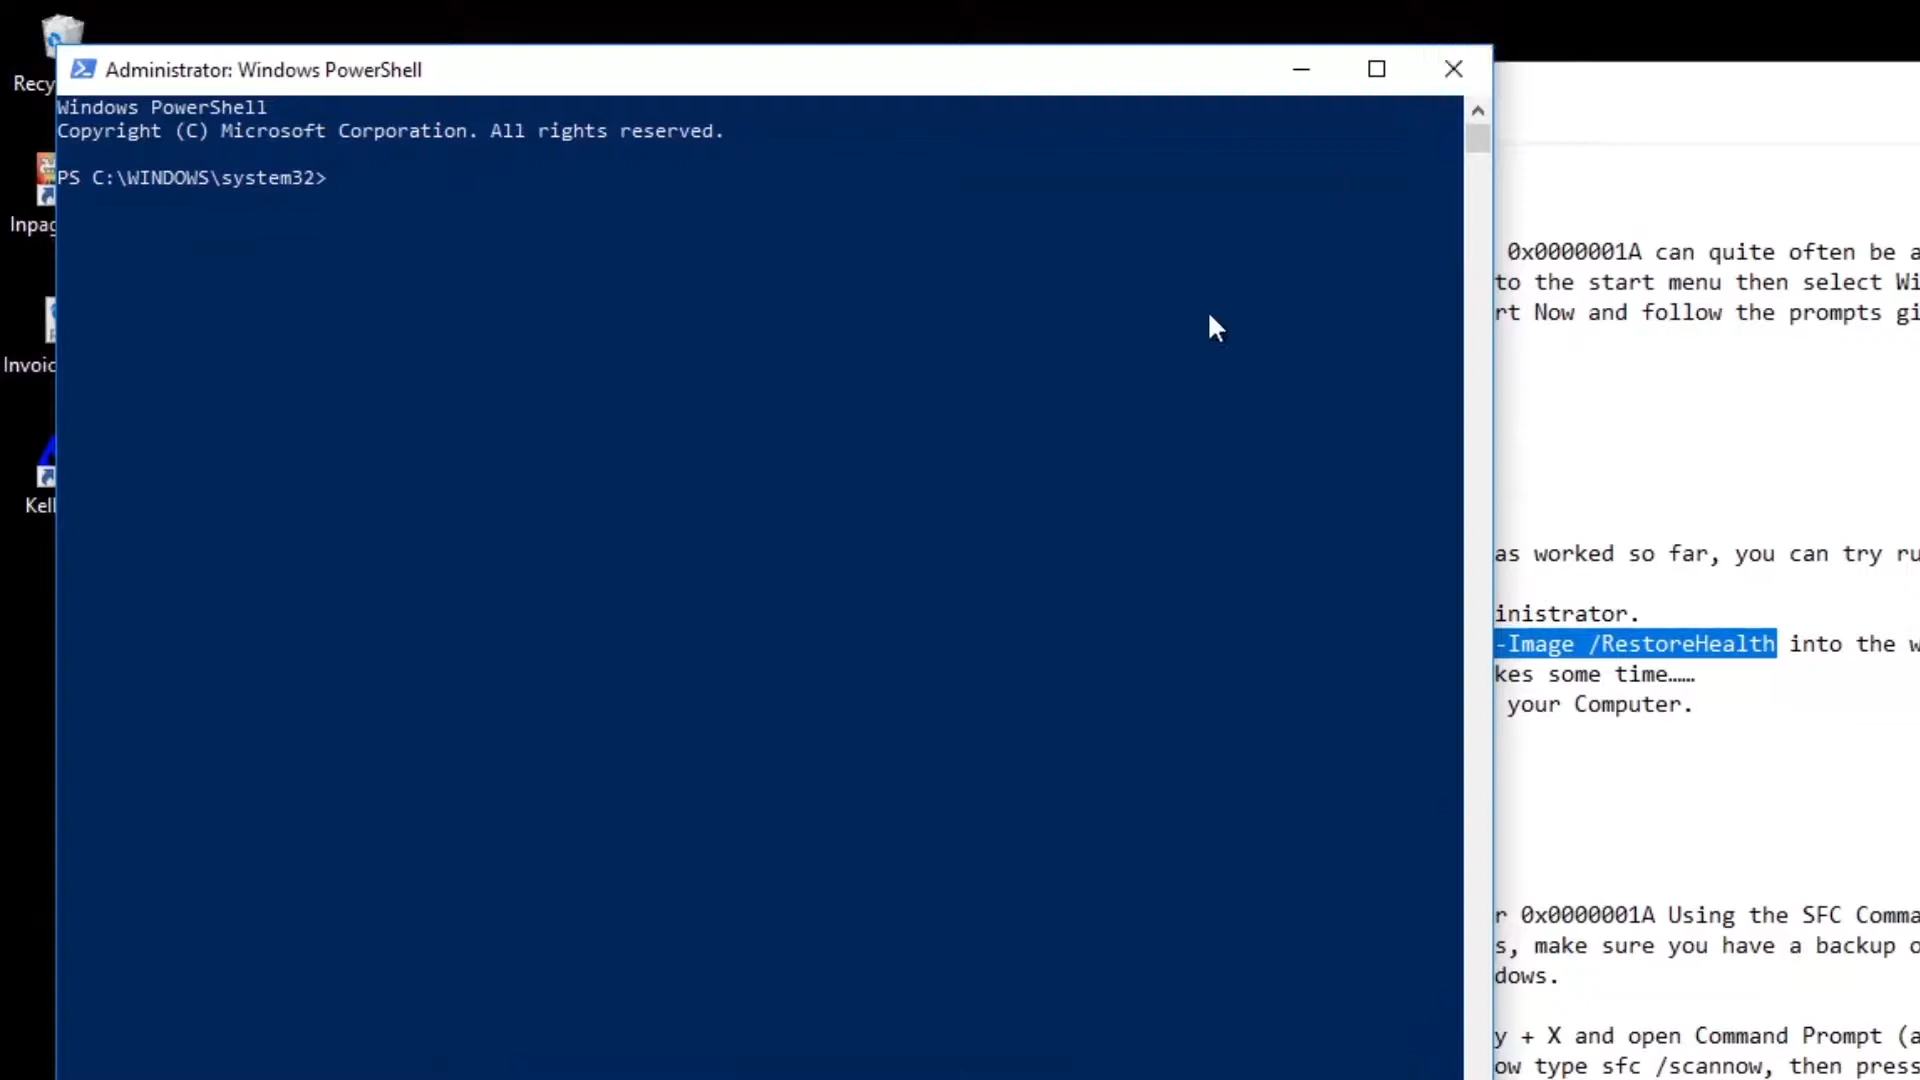 Administrator: Windows PowerShell
Windows PowerShell
Copyright (C) Microsoft Corporation. All rights reserved.
PS C:\WINDOWS\system32>
Recy
Inpag
Invoic
Kell
0x0000001A can quite often be a
to the start menu then select Wi
rt Now and follow the prompts gi
as worked so far, you can try ru
inistrator.
-Image /RestoreHealth into the w
kes some time……
your Computer.
r 0x0000001A Using the SFC Comma
s, make sure you have a backup o
dows.
y + X and open Command Prompt (a
ow type sfc /scannow, then press